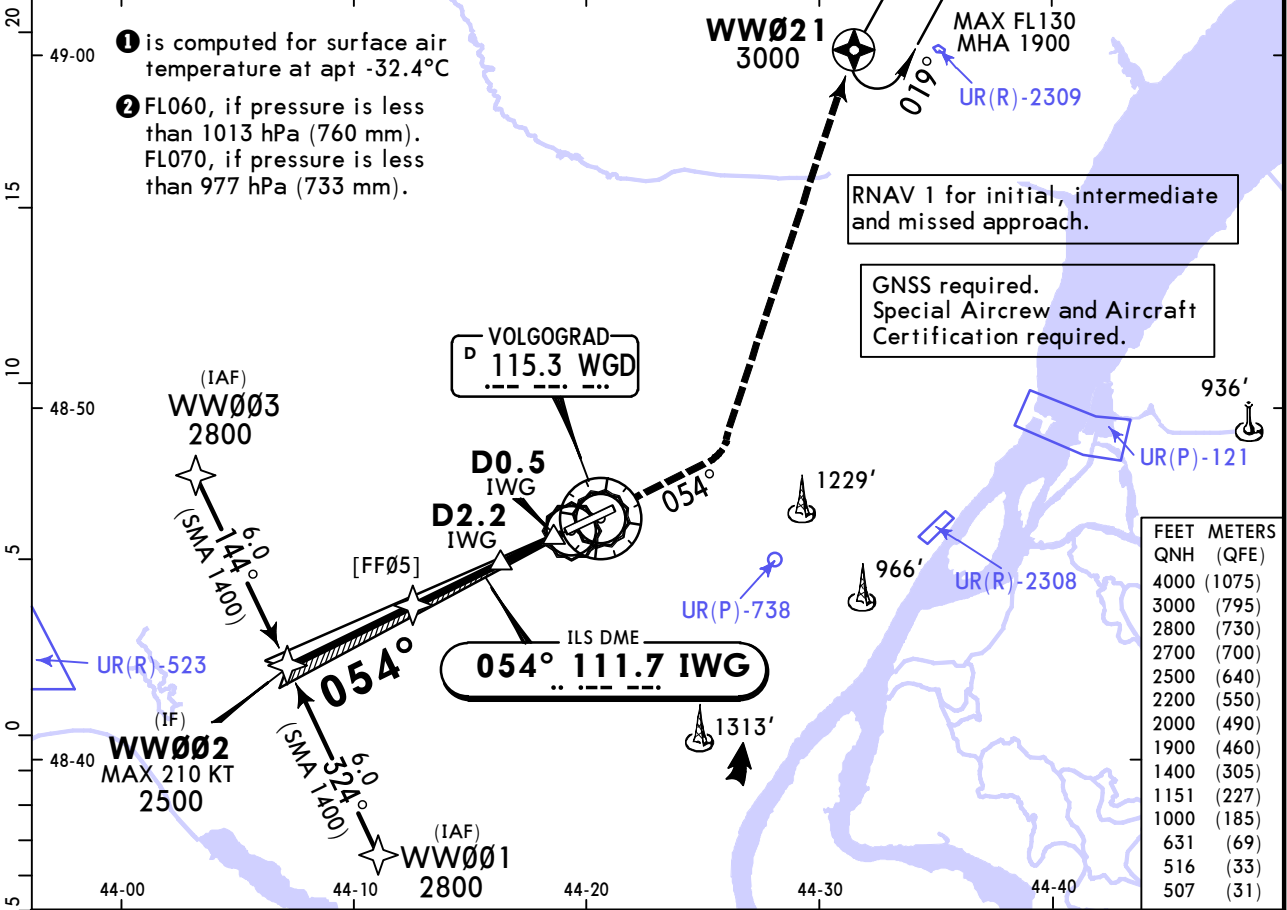 ❶ is computed for surface air
temperature at apt -32.4°C
❷ FL060, if pressure is less
than 1013 hPa (760 mm).
FL070, if pressure is less
than 977 hPa (733 mm).
20
49-00
15
10
48-50
5
0
48-40
5
WWØ21
3000
MAX FL130
MHA 1900
019°
UR(R)-2309
RNAV 1 for initial, intermediate
and missed approach.
GNSS required.
Special Aircrew and Aircraft
Certification required.
VOLGOGRAD
D 115.3 WGD
(IAF)
WWØØ3
2800
6.0
144°
(SMA 1400)
D0.5
IWG
D2.2
IWG
[FFØ5]
054°
054°
1229'
966'
936'
UR(P)-121
UR(R)-2308
UR(P)-738
ILS DME
054° 111.7 IWG
1313'
UR(R)-523
(IF)
WWØØ2
MAX 210 KT
2500
6.0
324°
(SMA 1400)
(IAF)
WWØØ1
2800
44-00
44-10
44-20
44-30
44-40
FEET METERS
QNH (QFE)
4000 (1075)
3000 (795)
2800 (730)
2700 (700)
2500 (640)
2200 (550)
2000 (490)
1900 (460)
1400 (305)
1151 (227)
1000 (185)
631 (69)
516 (33)
507 (31)